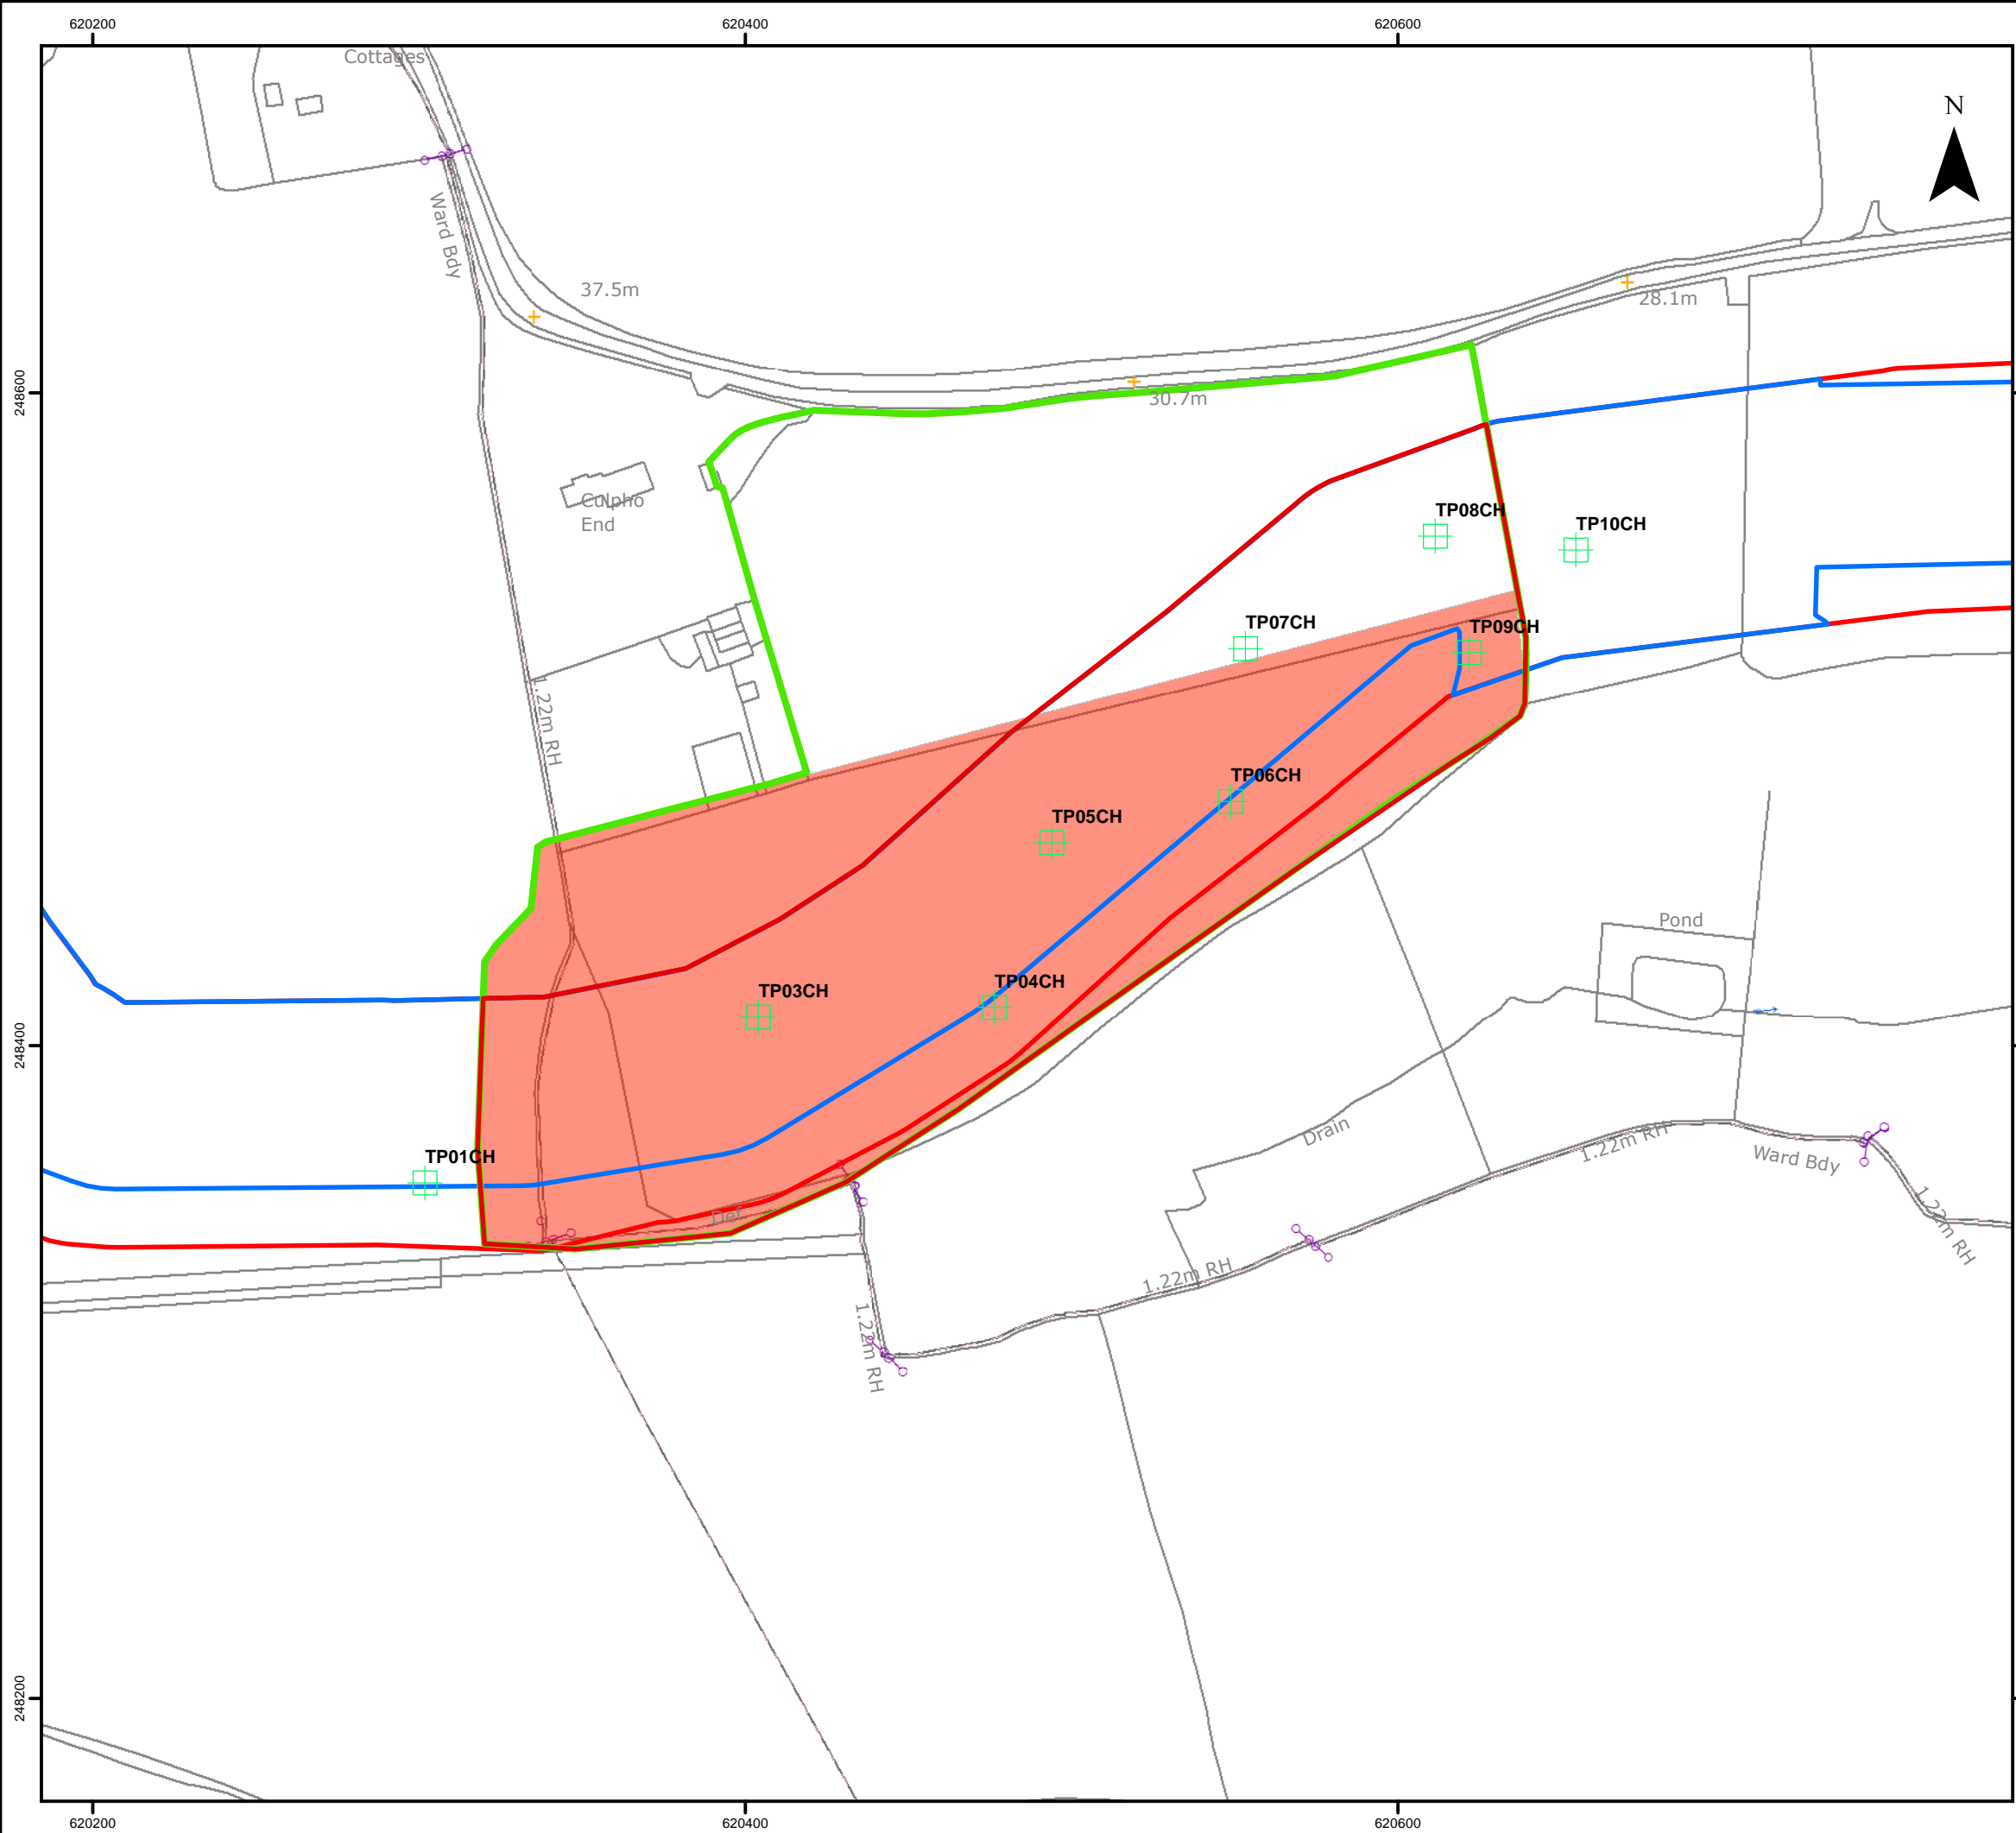 620200
620400
620600
Cottages
N
Ward Bdy
37.5m
28.1m
248600
30.7m
Culpho
End
TP08CH
TP10CH
TP07CH
TP09CH
1.22m RH
TP06CH
TP05CH
Pond
TP03CH
TP04CH
248400
Drain
1.22m RH
Ward Bdy
TP01CH
1.22m RH
Def
1.22m RH
1.22m RH
248200
620200
620400
620600